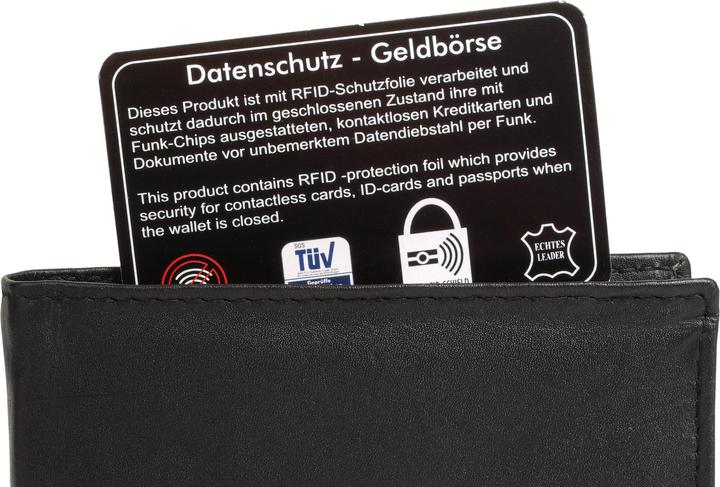 Datenschutz - Geldbörse
Dieses Produkt ist mit RFID-Schutzfolie verarbeitet und
schutzt dadurch im geschlossenen Zustand ihre mit
Funk-Chips ausgestatteten, kontaktlosen Kreditkarten und
Dokumente vor unbemerktem Datendiebstahl per Funk.
This product contains RFID -protection foil which provides
security for contactless cards, ID-cards and passports when
the wallet is closed.
SGS
TÜV
Geprüfte
ECHTES
LEADER